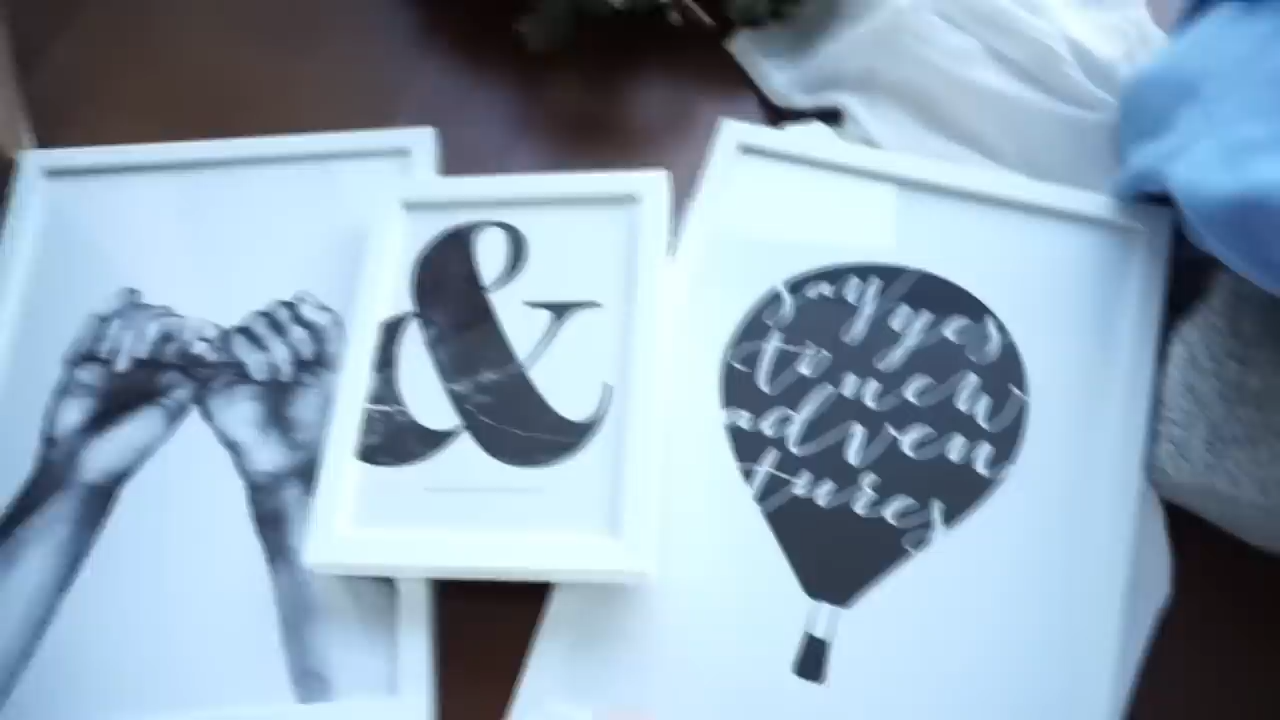 &
say yes
to new
adven
tures